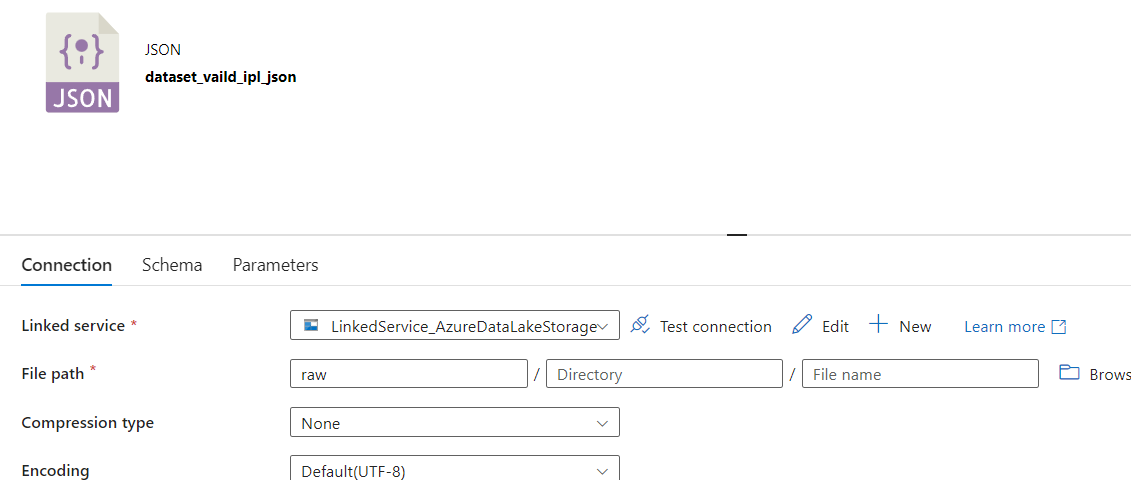 JSON
dataset_vaild_ipl_json
JSON
Connection Schema Parameters
Linked service * LinkedService_AzureDataLakeStorage Test connection Edit New Learn more
File path * raw / Directory / File name Brows
Compression type None
Encoding Default(UTF-8)